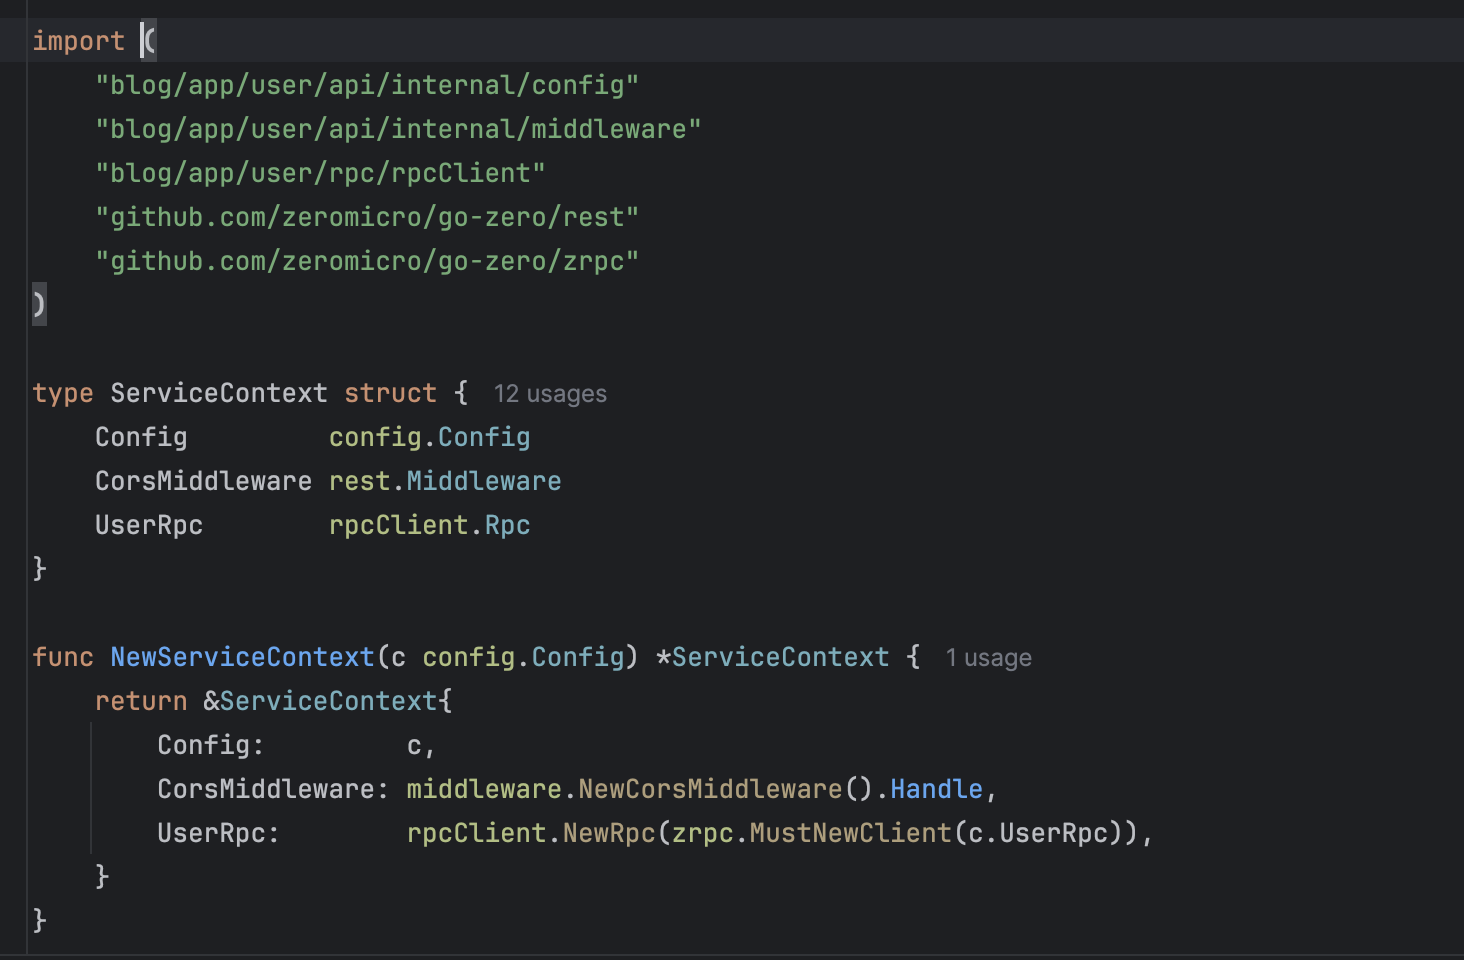 import (
"blog/app/user/api/internal/config"
"blog/app/user/api/internal/middleware"
"blog/app/user/rpc/rpcClient"
"github.com/zeromicro/go-zero/rest"
"github.com/zeromicro/go-zero/zrpc"
)
type ServiceContext struct { 12 usages
Config config.Config
CorsMiddleware rest.Middleware
UserRpc rpcClient.Rpc
}
func NewServiceContext(c config.Config) *ServiceContext { 1 usage
return &ServiceContext{
Config: c,
CorsMiddleware: middleware.NewCorsMiddleware().Handle,
UserRpc: rpcClient.NewRpc(zrpc.MustNewClient(c.UserRpc)),
}
}